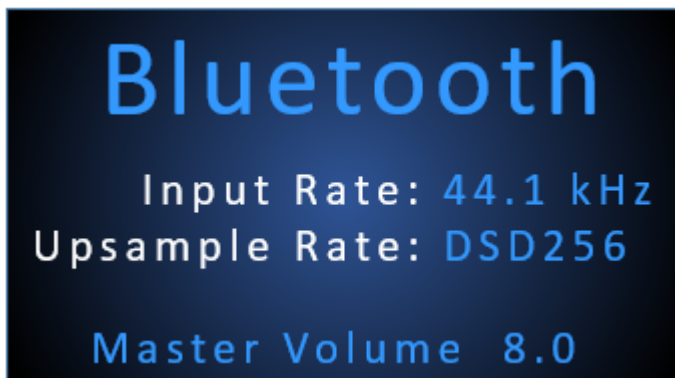 Bluetooth
Input Rate: 44.1 kHz
Upsample Rate: DSD256
Master Volume 8.0